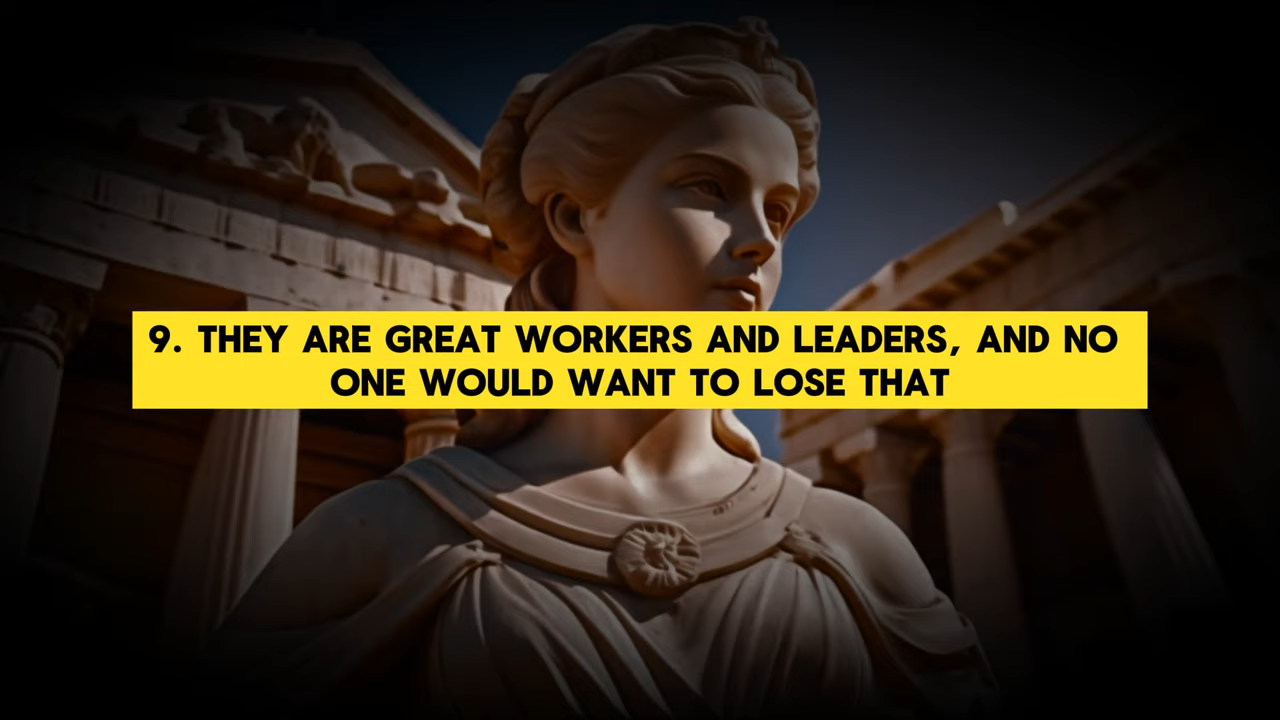 9. THEY ARE GREAT WORKERS AND LEADERS, AND NO
ONE WOULD WANT TO LOSE THAT